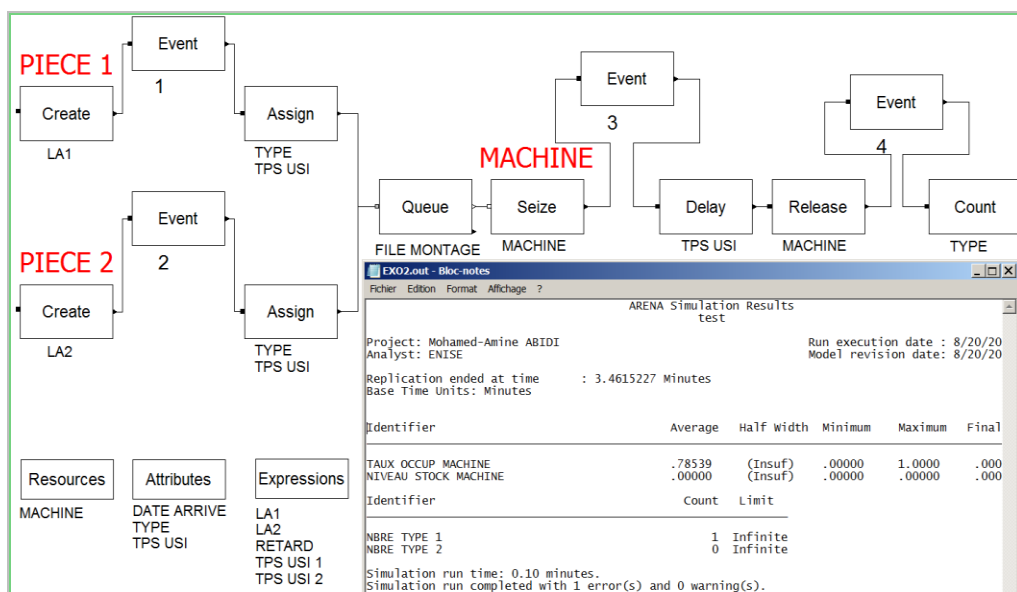 PIECE 1
Create
LA1
Event
1
Assign
TYPE
TPS USI
PIECE 2
Create
LA2
Event
2
Assign
TYPE
TPS USI
Queue
FILE MONTAGE
MACHINE
Seize
MACHINE
Event
3
Delay
TPS USI
Release
MACHINE
Event
4
Count
TYPE
Resources
MACHINE
Attributes
DATE ARRIVE
TYPE
TPS USI
Expressions
LA1
LA2
RETARD
TPS USI 1
TPS USI 2
EXO2.out - Bloc-notes
Fichier Edition Format Affichage ?
ARENA Simulation Results
test
Project: Mohamed-Amine ABIDI Run execution date : 8/20/20
Analyst: ENISE Model revision date: 8/20/20
Replication ended at time : 3.4615227 Minutes
Base Time Units: Minutes
Identifier Average Half Width Minimum Maximum Final
TAUX OCCUP MACHINE .78539 (Insuf) .00000 1.0000 .000
NIVEAU STOCK MACHINE .00000 (Insuf) .00000 .00000 .000
Identifier Count Limit
NBRE TYPE 1 1 Infinite
NBRE TYPE 2 0 Infinite
Simulation run time: 0.10 minutes.
Simulation run completed with 1 error(s) and 0 warning(s).